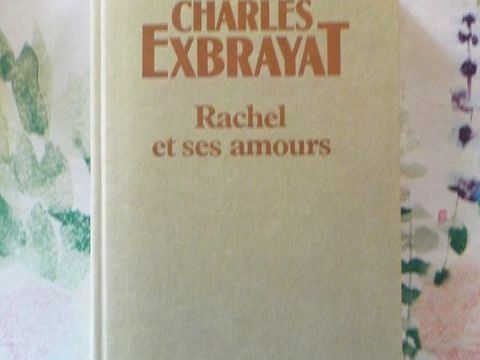 CHARLES
EXBRAYAT
Rachel
et ses amours